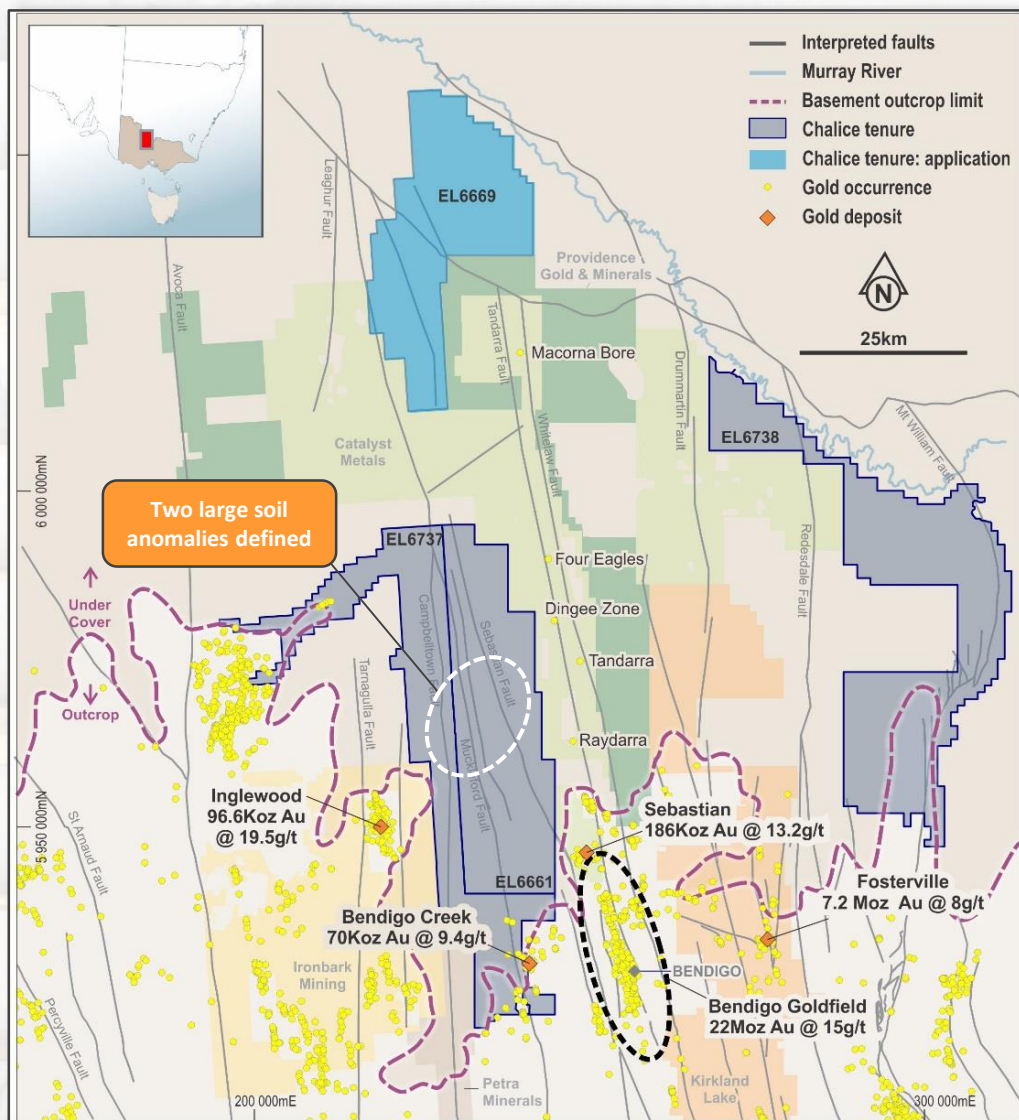 Interpreted faults
Murray River
Basement outcrop limit
Chalice tenure
Chalice tenure: application
Gold occurrence
Gold deposit
N
25km
EL6669
Leaghur Fault
Avoca Fault
Providence
Gold & Minerals
Tandarra Fault
Macorna Bore
Drummartin Fault
Whitelaw Fault
Mt William Fault
EL6738
Catalyst
Metals
6 000 000mN
Two large soil
anomalies defined
EL6737
Redesdale Fault
Four Eagles
Under
Cover
Campbelltown Fault
Sebastian Fault
Dingee Zone
Tarnagulla Fault
Tandarra
Outcrop
Muckleford Fault
Raydarra
St Arnaud Fault
5 950 000mN
Inglewood
96.6Koz Au
@ 19.5g/t
Sebastian
186Koz Au @ 13.2g/t
EL6661
Fosterville
7.2 Moz Au @ 8g/t
Bendigo Creek
70Koz Au @ 9.4g/t
Ironbark
Mining
BENDIGO
Bendigo Goldfield
22Moz Au @ 15g/t
Percyville Fault
Petra
Minerals
Kirkland
Lake
200 000mE
300 000mE